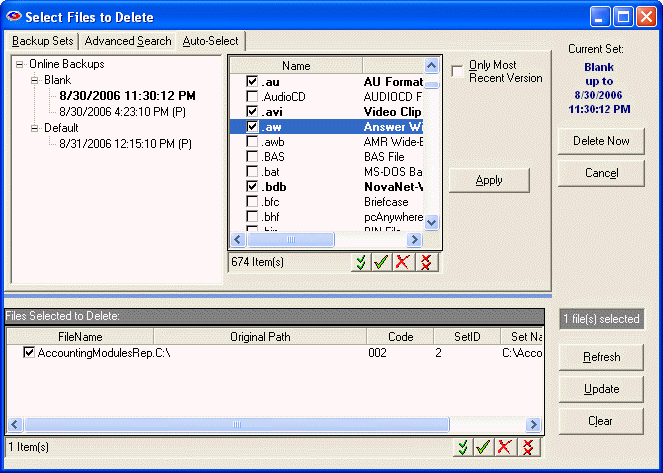 Select Files to Delete
Backup Sets Advanced Search Auto-Select
Online Backups
Blank
8/30/2006 11:30:12 PM
8/30/2006 4:23:10 PM (P)
Default
8/31/2006 12:15:10 PM (P)
Name
.au AU Format
.AudioCD AUDIOCD F
.avi Video Clip
.aw Answer Wi
.awb AMR Wide-B
.BAS BAS File
.bat MS-DOS Ba
.bdb NovaNet-V
.bfc Briefcase
.bhf pcAnywhere
.bin BIN File
674 Item(s)
Only Most
Recent Version
Apply
Current Set:
Blank
up to
8/30/2006
11:30:12 PM
Delete Now
Cancel
Files Selected to Delete:
FileName Original Path Code SetID Set Na
AccountingModulesRep. C:\ 002 2 C:\Acco
1 Item(s)
1 file(s) selected
Refresh
Update
Clear